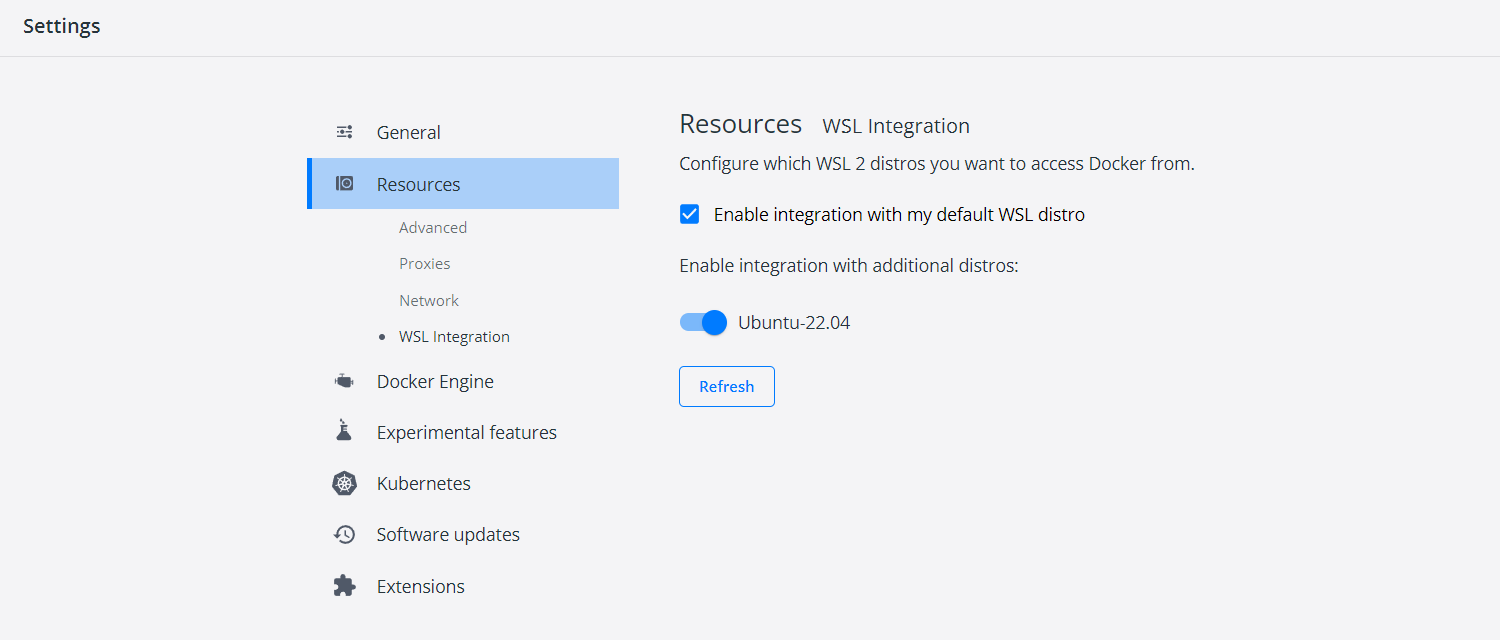 Settings
General
Resources
Advanced
Proxies
Network
WSL Integration
Docker Engine
Experimental features
Kubernetes
Software updates
Extensions
Resources WSL Integration
Configure which WSL 2 distros you want to access Docker from.
Enable integration with my default WSL distro
Enable integration with additional distros:
Ubuntu-22.04
Refresh